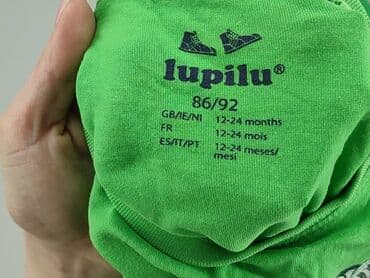 lupilu®
86/92
GB/IE/NI 12-24 months
FR 12-24 mois
ES/IT/PT 12-24 meses/
mesi